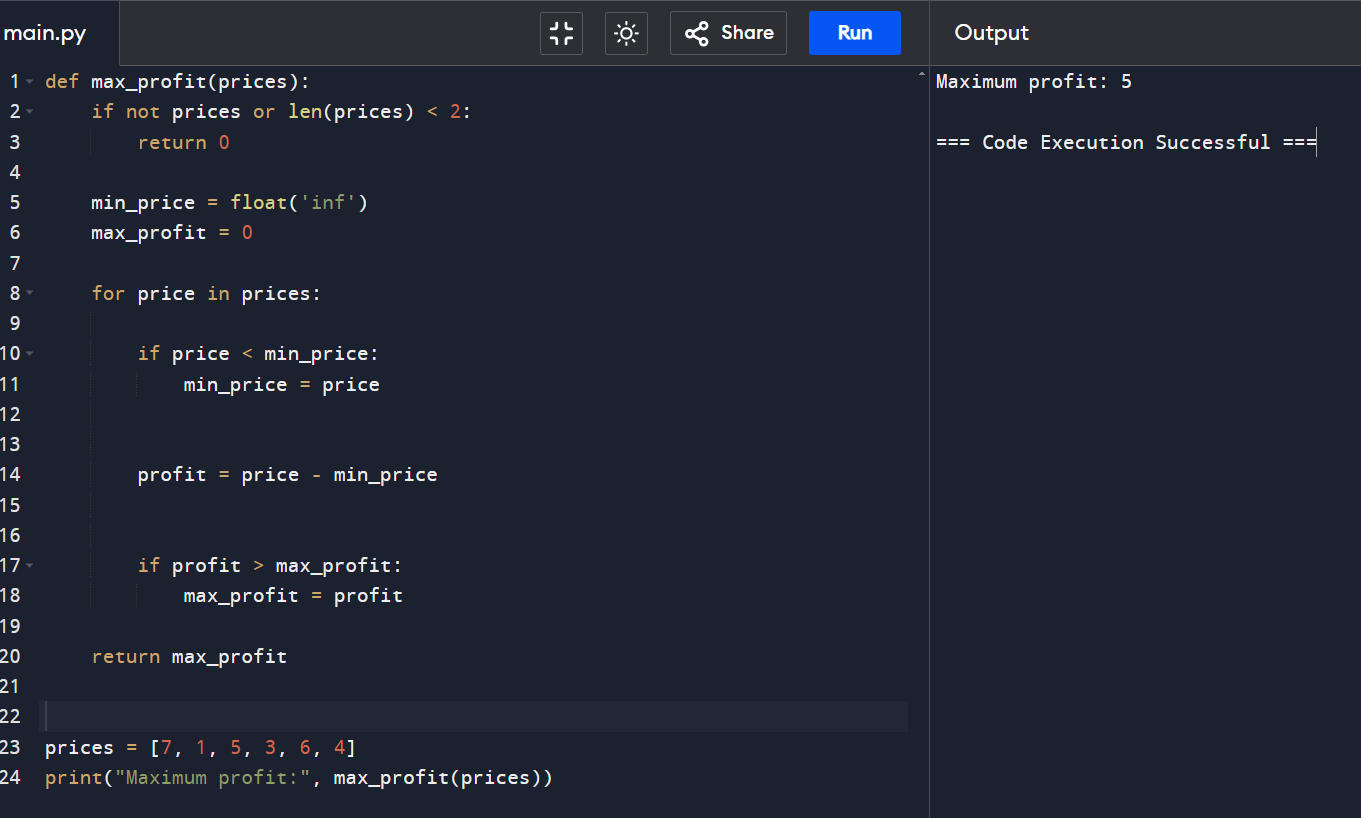 main.py
Share
Run
Output
1 def max_profit(prices):
2     if not prices or len(prices) < 2:
3         return 0
4
5     min_price = float('inf')
6     max_profit = 0
7
8     for price in prices:
9
10         if price < min_price:
11             min_price = price
12
13
14         profit = price - min_price
15
16
17         if profit > max_profit:
18             max_profit = profit
19
20     return max_profit
21
22
23 prices = [7, 1, 5, 3, 6, 4]
24 print("Maximum profit:", max_profit(prices))
Maximum profit: 5
=== Code Execution Successful ===